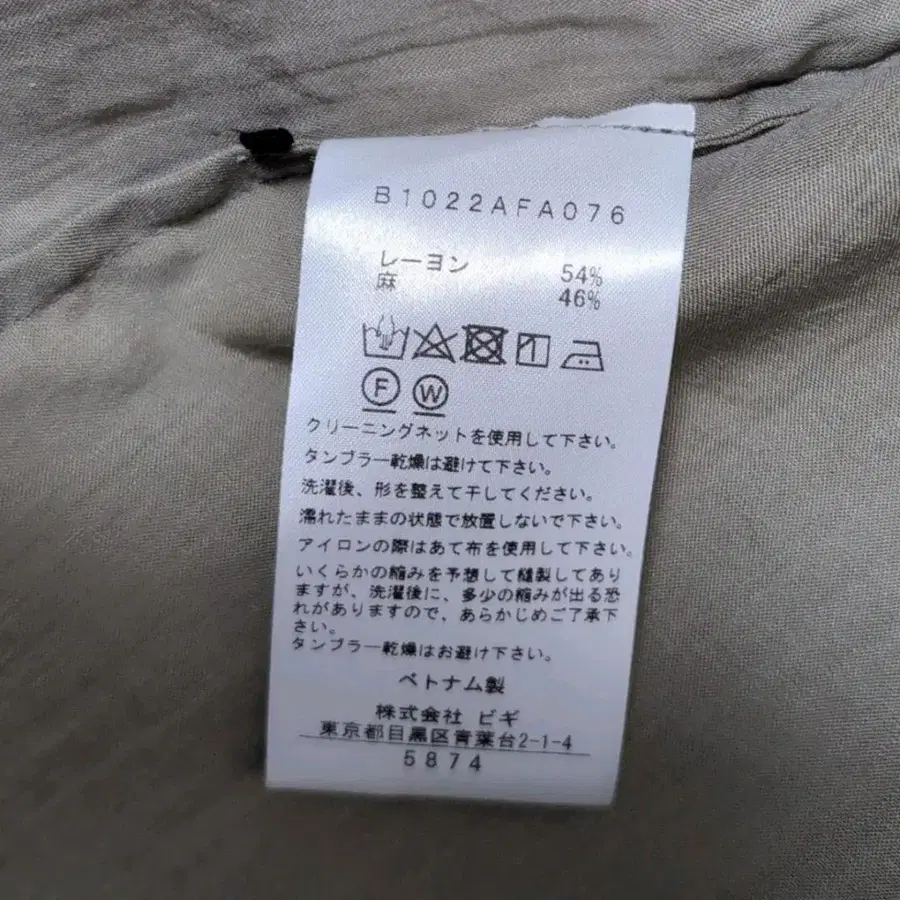 B1022AFA076
レーヨン 54%
麻 46%
F W
クリーニングネットを使用して下さい。
タンブラー乾燥は避けて下さい。
洗濯後、形を整えて干してください。
濡れたままの状態で放置しないで下さい。
アイロンの際はあて布を使用して下さい。
いくらかの縮みを予想して縫製してあり
ますが、洗濯後に、多少の縮みが出る恐
れがありますので、あらかじめご了承下
さい。
タンブラー乾燥はお避け下さい。
ベトナム製
株式会社 ビギ
東京都目黒区青葉台2-1-4
5874